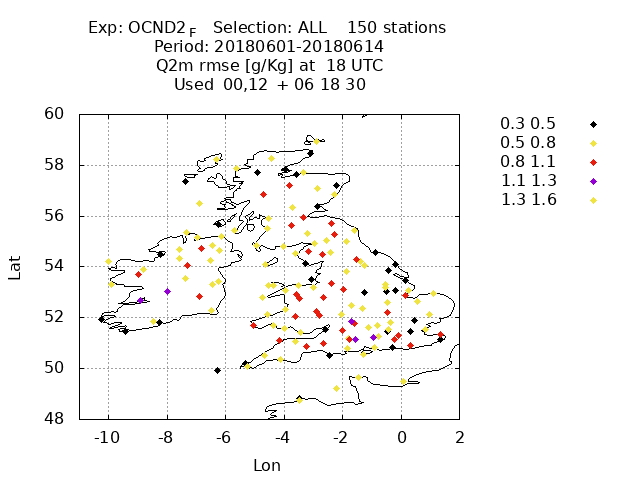 Exp: OCND2 F Selection: ALL 150 stations
Period: 20180601-20180614
Q2m rmse [g/Kg] at 18 UTC
Used 00,12 + 06 18 30
0.3 0.5
0.5 0.8
0.8 1.1
1.1 1.3
1.3 1.6
60
58
56
54
52
50
48
Lat
-10 -8 -6 -4 -2 0 2
Lon